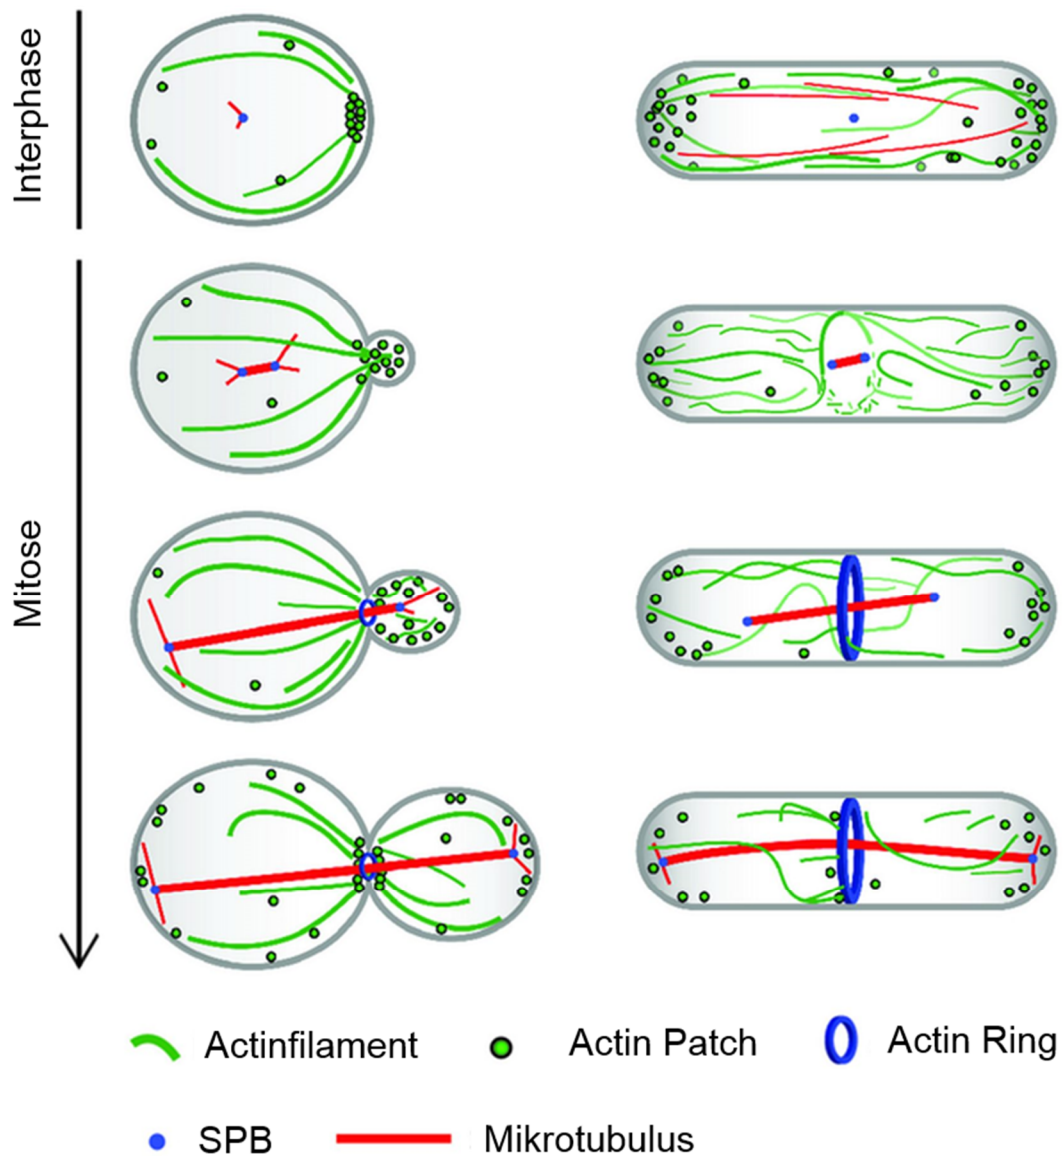 Interphase
Mitose
Actinfilament
Actin Patch
Actin Ring
SPB
Mikrotubulus